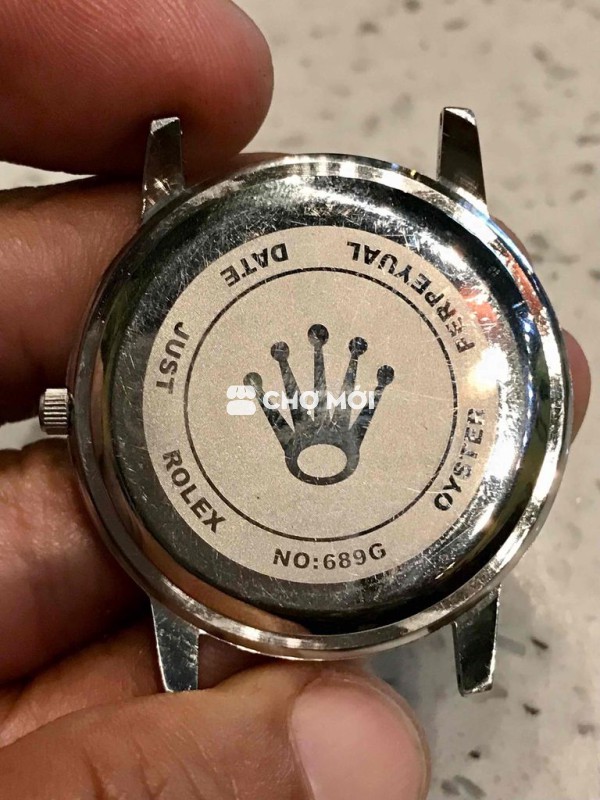 ROLEX
NO:689G
OYSTER
PERPEYUAL
DATE
JUST
CHỢ MỚI